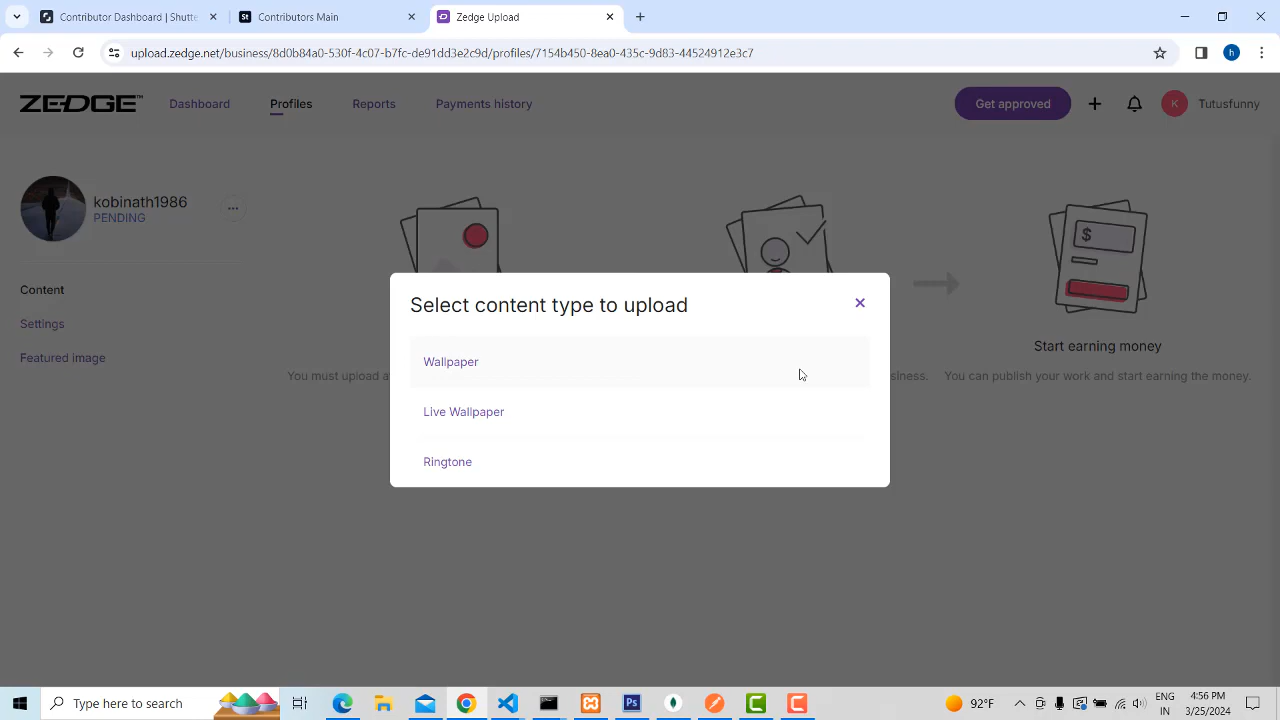 Contributor Dashboard | Shutte
Contributors Main
Zedge Upload
upload.zedge.net/business/8d0b84a0-530f-4c07-b7fc-de91dd3e2c9d/profiles/7154b450-8ea0-435c-9d83-44524912e3c7
h
ZEDGE™
Dashboard
Profiles
Reports
Payments history
Get approved
K
Tutusfunny
kobinath1986
PENDING
Content
Settings
Featured image
Select content type to upload
Wallpaper
Live Wallpaper
Ringtone
$
Start earning money
You must upload a
siness.
You can publish your work and start earning the money.
Type here to search
Ps
92°F
ENG
IN
4:56 PM
3/25/2024